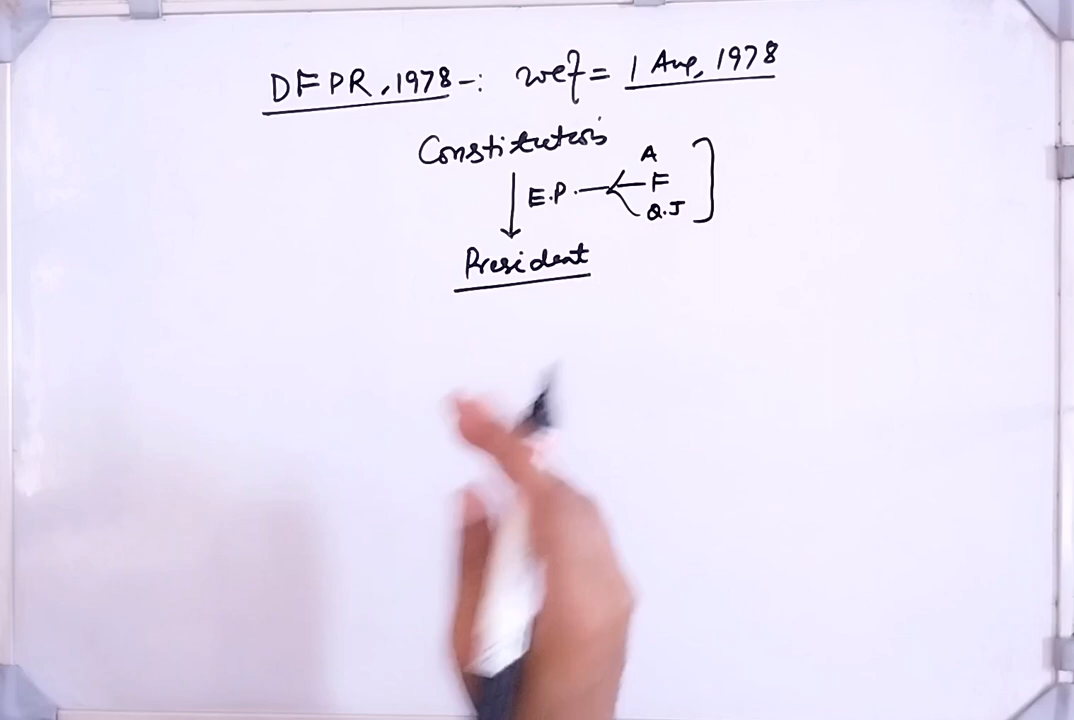 DFPR, 1978 -: wef = 1 Aug, 1978
Constitution
A
E.P. F
Q.J
President